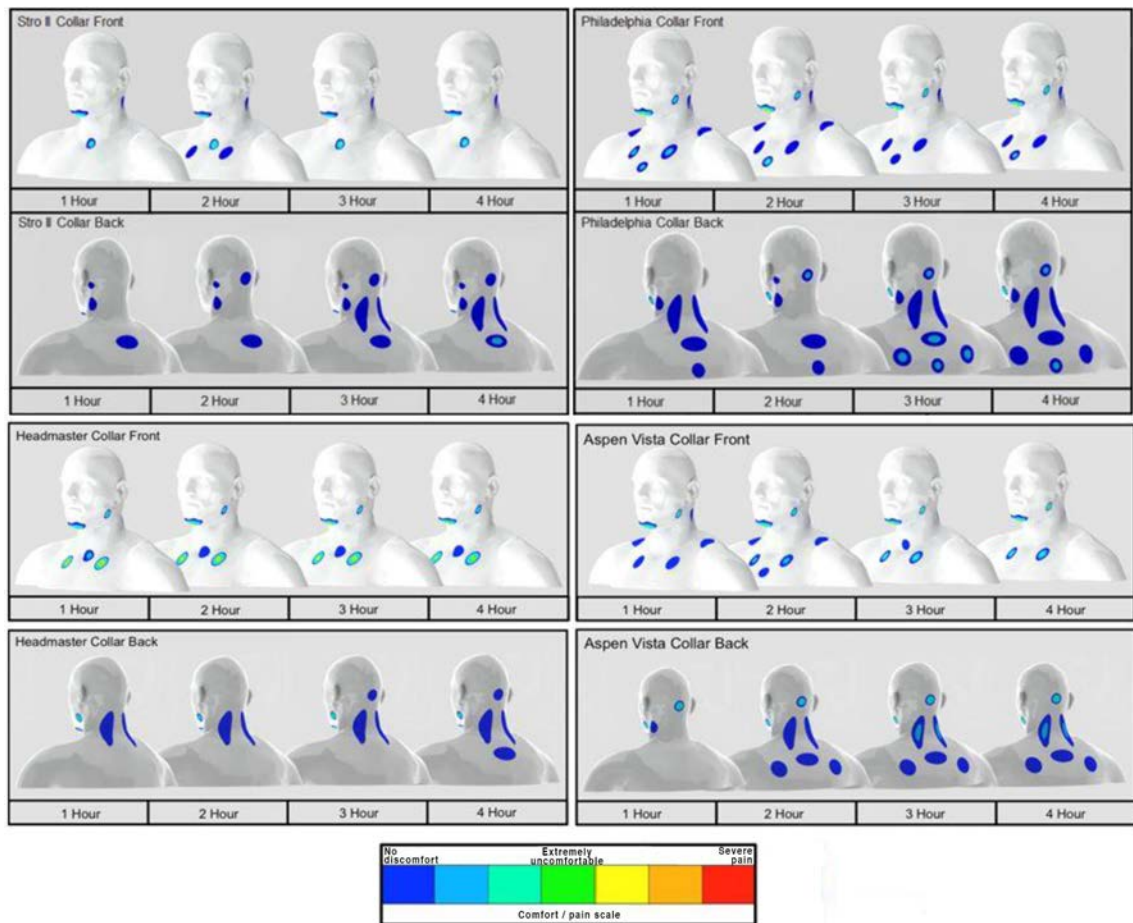 Stro II Collar Front
1 Hour 2 Hour 3 Hour 4 Hour
Philadelphia Collar Front
1 Hour 2 Hour 3 Hour 4 Hour
Stro II Collar Back
1 Hour 2 Hour 3 Hour 4 Hour
Philadelphia Collar Back
1 Hour 2 Hour 3 Hour 4 Hour
Headmaster Collar Front
1 Hour 2 Hour 3 Hour 4 Hour
Aspen Vista Collar Front
1 Hour 2 Hour 3 Hour 4 Hour
Headmaster Collar Back
1 Hour 2 Hour 3 Hour 4 Hour
Aspen Vista Collar Back
1 Hour 2 Hour 3 Hour 4 Hour
No Extremely Severe
discomfort uncomfortable pain
Comfort / pain scale